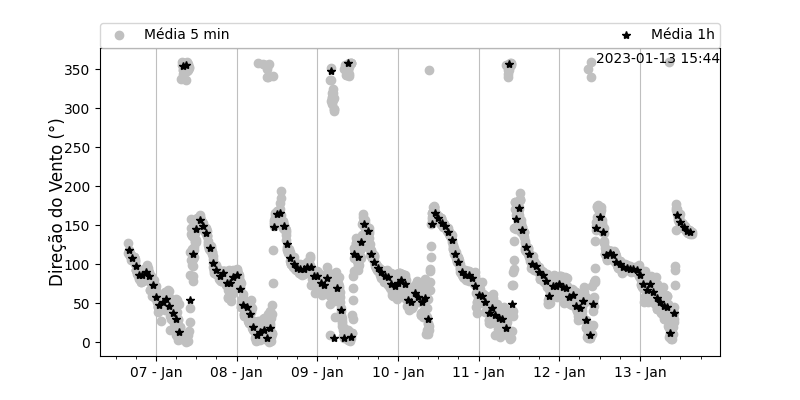 Média 5 min
Média 1h
2023-01-13 15:44
Direção do Vento (°)
350
300
250
200
150
100
50
0
07 - Jan
08 - Jan
09 - Jan
10 - Jan
11 - Jan
12 - Jan
13 - Jan